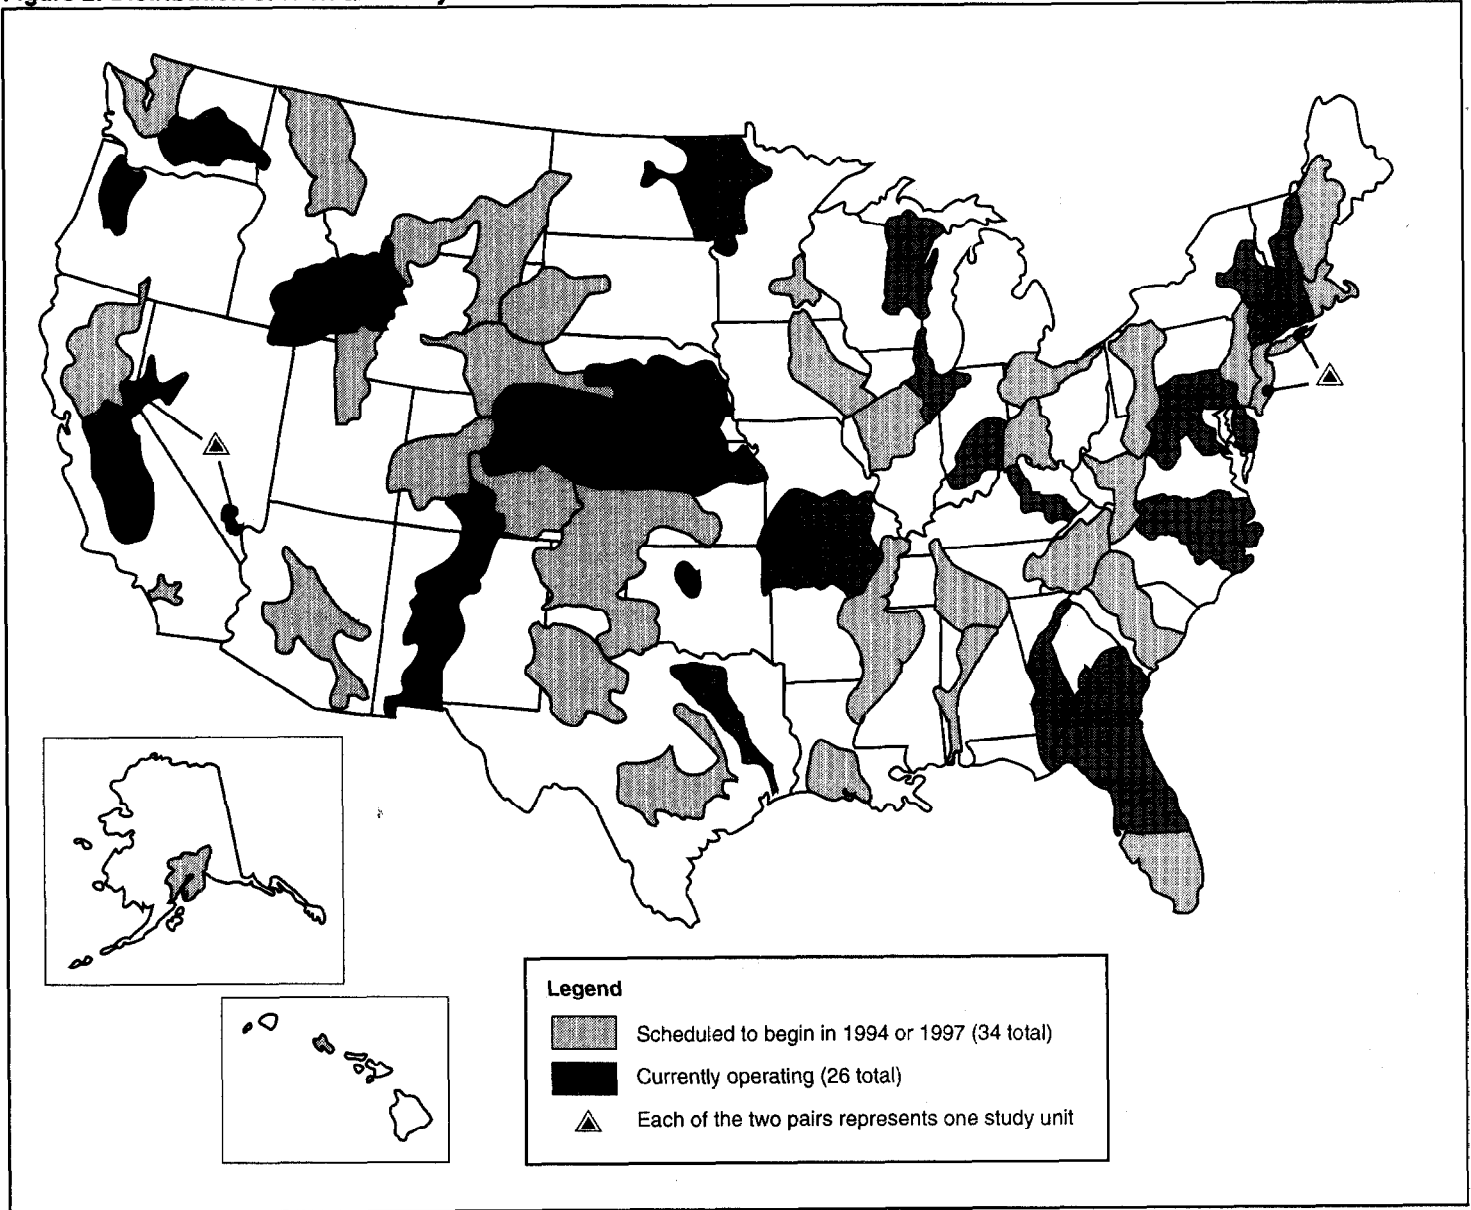 Legend
Scheduled to begin in 1994 or 1997 (34 total)
Currently operating (26 total)
Each of the two pairs represents one study unit